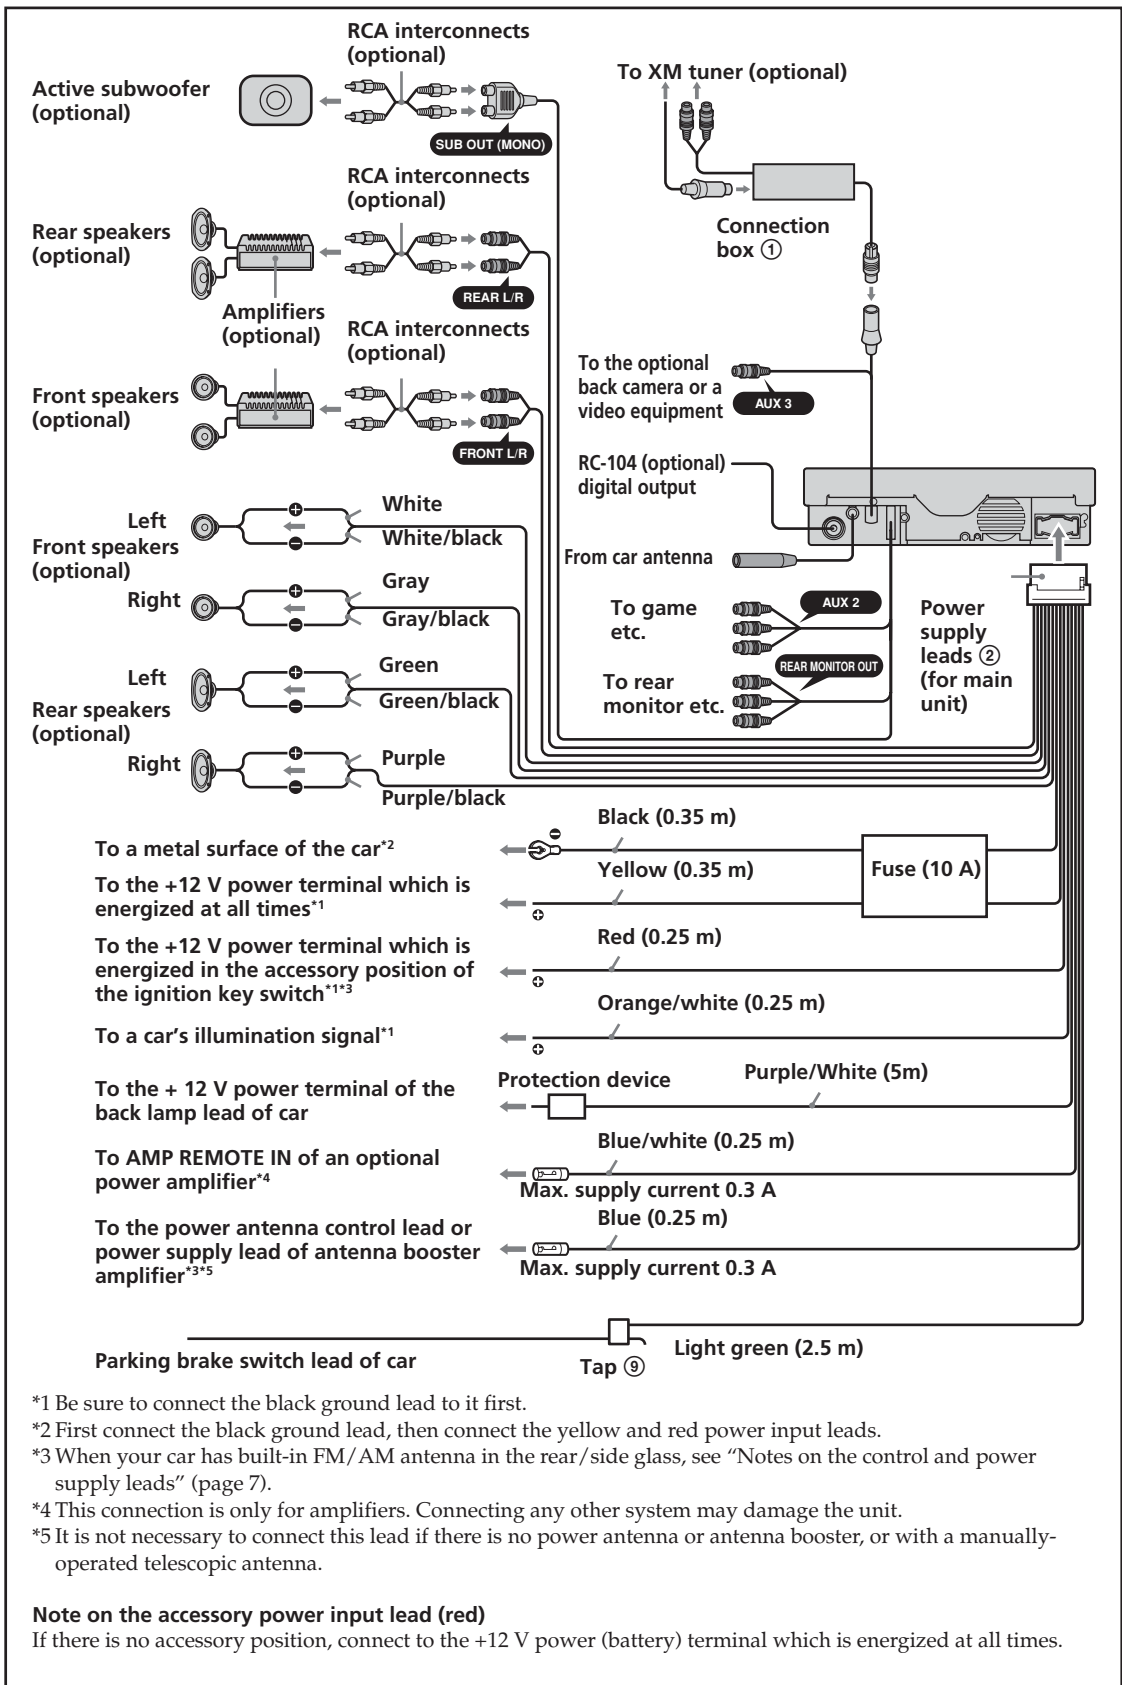 RCA interconnects
(optional)
Active subwoofer
(optional)
SUB OUT (MONO)
To XM tuner (optional)
Connection
box ①
RCA interconnects
(optional)
Rear speakers
(optional)
REAR L/R
Amplifiers
(optional)
RCA interconnects
(optional)
Front speakers
(optional)
FRONT L/R
To the optional
back camera or a
video equipment
AUX 3
RC-104 (optional)
digital output
From car antenna
To game
etc.
AUX 2
REAR MONITOR OUT
To rear
monitor etc.
Power
supply
leads ②
(for main
unit)
Left
Front speakers
(optional)
Right
White
White/black
Gray
Gray/black
Left
Rear speakers
(optional)
Right
Green
Green/black
Purple
Purple/black
Black (0.35 m)
To a metal surface of the car*2
Fuse (10 A)
Yellow (0.35 m)
To the +12 V power terminal which is
energized at all times*1
Red (0.25 m)
To the +12 V power terminal which is
energized in the accessory position of
the ignition key switch*1*3
Orange/white (0.25 m)
To a car's illumination signal*1
Protection device
Purple/White (5m)
To the + 12 V power terminal of the
back lamp lead of car
Blue/white (0.25 m)
To AMP REMOTE IN of an optional
power amplifier*4
Max. supply current 0.3 A
Blue (0.25 m)
To the power antenna control lead or
power supply lead of antenna booster
amplifier*3*5
Max. supply current 0.3 A
Parking brake switch lead of car
Tap ⑨
Light green (2.5 m)
*1 Be sure to connect the black ground lead to it first.
*2 First connect the black ground lead, then connect the yellow and red power input leads.
*3 When your car has built-in FM/AM antenna in the rear/side glass, see “Notes on the control and power
supply leads” (page 7).
*4 This connection is only for amplifiers. Connecting any other system may damage the unit.
*5 It is not necessary to connect this lead if there is no power antenna or antenna booster, or with a manually-
operated telescopic antenna.
Note on the accessory power input lead (red)
If there is no accessory position, connect to the +12 V power (battery) terminal which is energized at all times.